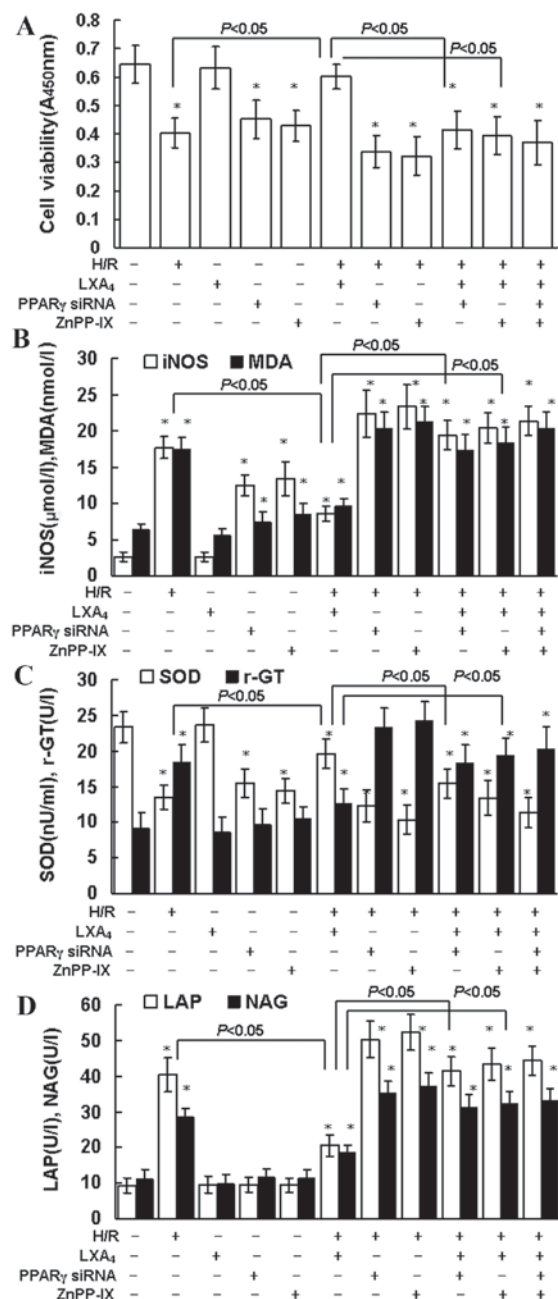 A
Cell viability(A450nm)
0.8
0.7
0.6
0.5
0.4
0.3
0.2
0.1
0
P<0.05
P<0.05
P<0.05
* * * * * * * *
H/R – + – – – + + + + + +
LXA₄ – – + – – + – – + + +
PPARγ siRNA – – – + – – + – + – +
ZnPP-IX – – – – + – – + – + +
B
iNOS(μmol/l),MDA(nmol/l)
30
25
20
15
10
5
0
iNOS MDA
P<0.05
P<0.05
P<0.05
* * * * * * * * * * * * * * * * * *
H/R – + – – – + + + + + +
LXA₄ – – + – – + – – + + +
PPARγ siRNA – – – + – – + – + – +
ZnPP-IX – – – – + – – + – + +
C
SOD(nU/ml), r-GT(U/l)
30
25
20
15
10
5
0
SOD r-GT
P<0.05
P<0.05
P<0.05
* * * * * * * * * * * * * *
H/R – + – – – + + + + + +
LXA₄ – – + – – + – – + + +
PPARγ siRNA – – – + – – + – + – +
ZnPP-IX – – – – + – – + – + +
D
LAP(U/l), NAG(U/l)
60
50
40
30
20
10
0
LAP NAG
P<0.05
P<0.05
P<0.05
* * * * * * * * * * * * * *
H/R – + – – – + + + + + +
LXA₄ – – + – – + – – + + +
PPARγ siRNA – – – + – – + – + – +
ZnPP-IX – – – – + – – + – + +